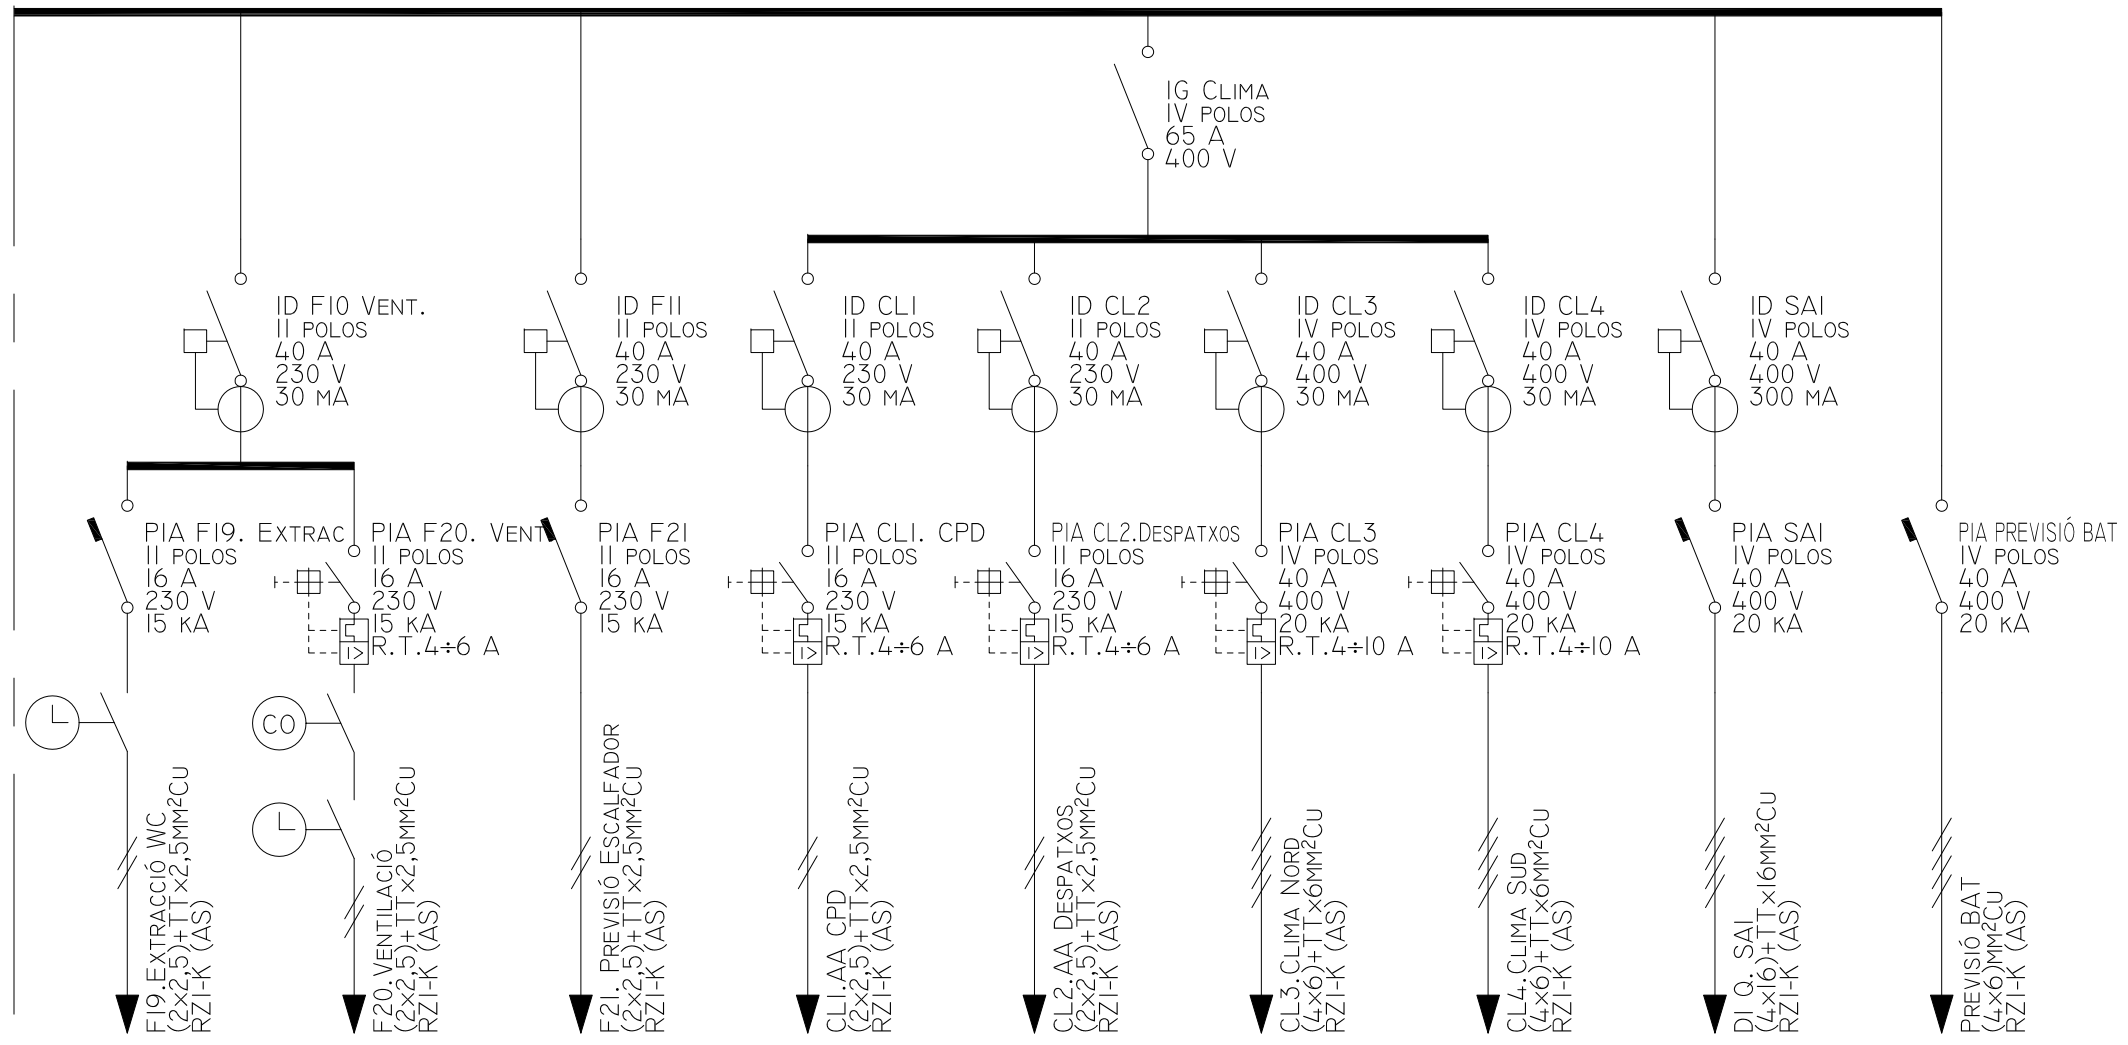 IG CLIMA
IV POLOS
65 A
400 V
ID F10 VENT.
II POLOS
40 A
230 V
30 MA
ID F11
II POLOS
40 A
230 V
30 MA
ID CL1
II POLOS
40 A
230 V
30 MA
ID CL2
II POLOS
40 A
230 V
30 MA
ID CL3
IV POLOS
40 A
400 V
30 MA
ID CL4
IV POLOS
40 A
400 V
30 MA
ID SAI
IV POLOS
40 A
400 V
300 MA
PIA F19. EXTRAC
II POLOS
16 A
230 V
15 KA
PIA F20. VENT
II POLOS
16 A
230 V
15 KA
R.T.4÷6 A
PIA F21
II POLOS
16 A
230 V
15 KA
PIA CL1. CPD
II POLOS
16 A
230 V
15 KA
R.T.4÷6 A
PIA CL2.DESPATXOS
II POLOS
16 A
230 V
15 KA
R.T.4÷6 A
PIA CL3
IV POLOS
40 A
400 V
20 KA
R.T.4÷10 A
PIA CL4
IV POLOS
40 A
400 V
20 KA
R.T.4÷10 A
PIA SAI
IV POLOS
40 A
400 V
20 KA
PIA PREVISIÓ BAT
IV POLOS
40 A
400 V
20 KA
I>
I>
I>
I>
I>
CO
F19.EXTRACCIÓ WC
(2x2,5)+TTx2,5MM²CU
RZ1-K (AS)
F20.VENTILACIÓ
(2x2,5)+TTx2,5MM²CU
RZ1-K (AS)
F21. PREVISIÓ ESCALFADOR
(2x2,5)+TTx2,5MM²CU
RZ1-K (AS)
CL1.AA CPD
(2x2,5)+TTx2,5MM²CU
RZ1-K (AS)
CL2.AA DESPATXOS
(2x2,5)+TTx2,5MM²CU
RZ1-K (AS)
CL3.CLIMA NORD
(4x6)+TTx6MM²CU
RZ1-K (AS)
CL4.CLIMA SUD
(4x6)+TTx6MM²CU
RZ1-K (AS)
DI Q. SAI
(4x16)+TTx16MM²CU
RZ1-K (AS)
PREVISIÓ BAT
(4x6)MM²CU
RZ1-K (AS)